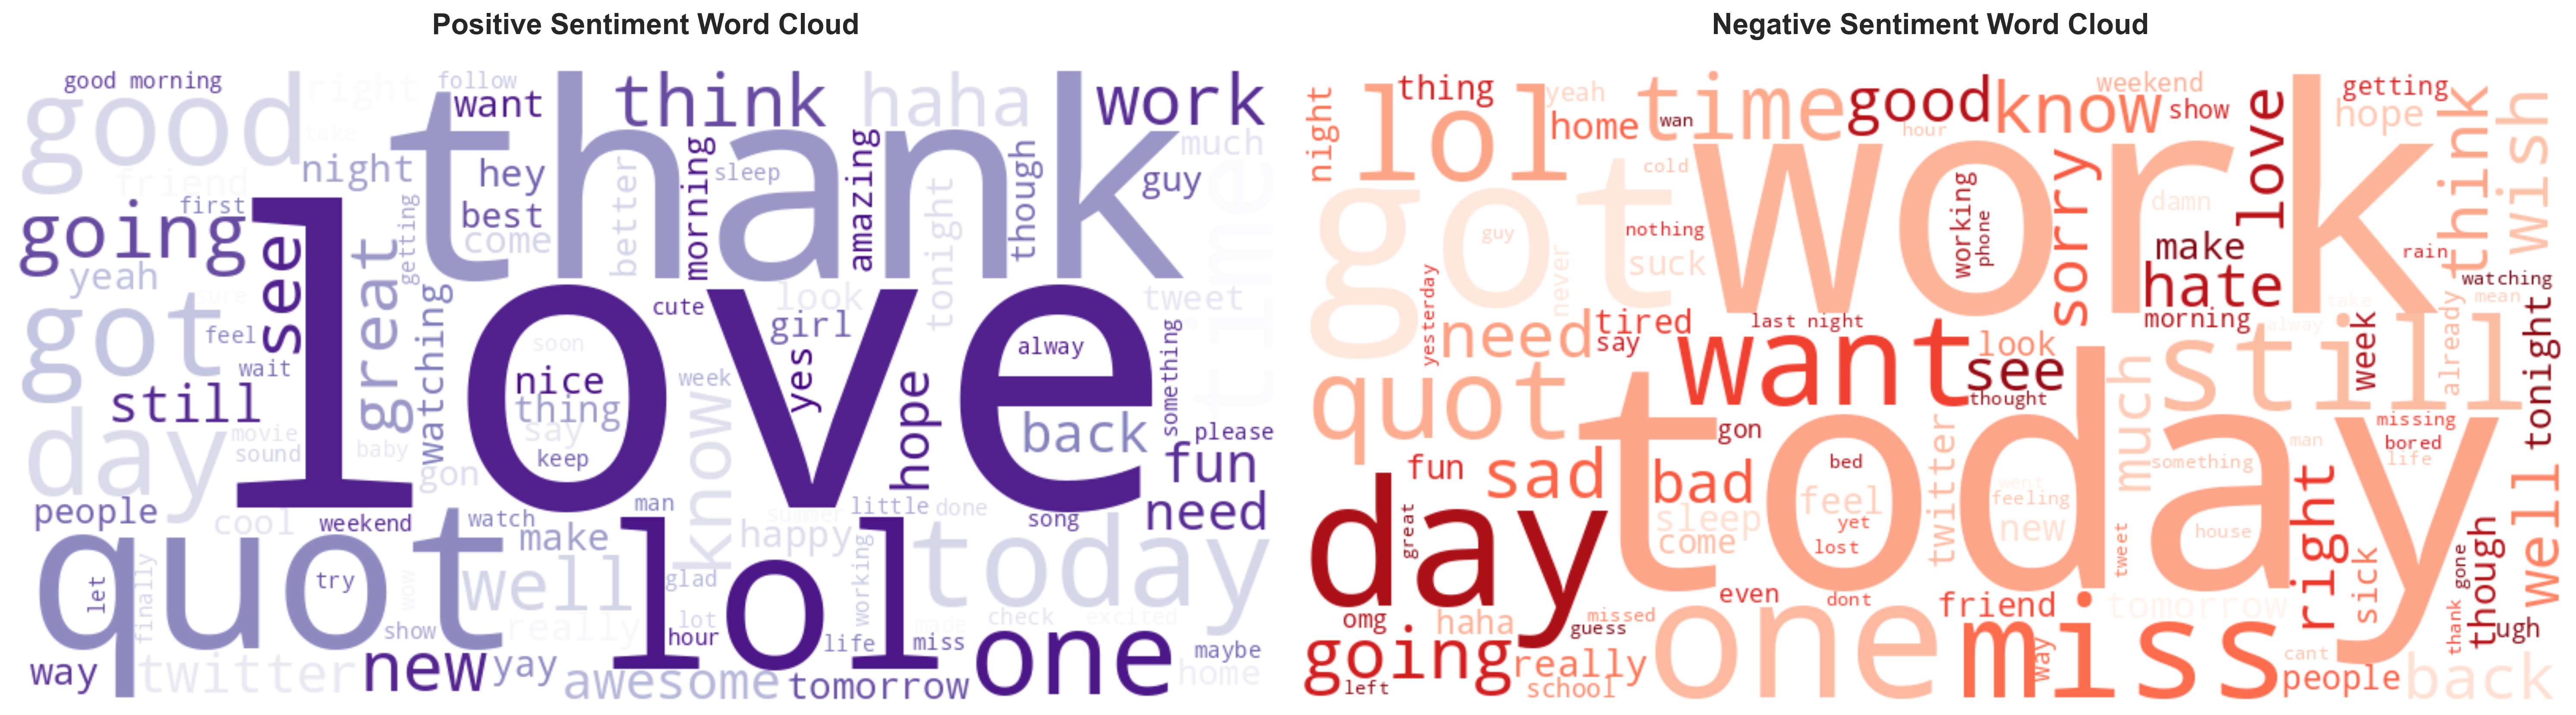 Positive Sentiment Word Cloud
good morning
good
right
follow
want
think
haha
work
take
night
thank
hey
better
morning
sleep
amazing
though
much
guy
friend
first
going
see
best
come
tonight
time
yeah
great
getting
love
cute
look
tweet
sure
got
feel
wait
watching
soon
nice
thing
say
keep
girl
yes
week
alway
something
still
know
hope
back
please
day
movie
sound
baby
gon
fun
need
people
cool
weekend
watch
make
man
little
done
song
summer
happy
today
quot
let
finally
try
wow
show
well
really
glad
lot
hour
lol
working
life
made
miss
check
excited
one
maybe
home
way
twitter
new
yay
awesome
tomorrow
Negative Sentiment Word Cloud
night
lol
thing
yeah
home
time
wan
good
hour
know
weekend
show
love
getting
hope
think
wish
got
guy
never
cold
nothing
suck
work
working
phone
sorry
damn
make
hate
morning
rain
watching
mean
take
alway
yesterday
need
tired
say
last night
want
look
see
thought
much
still
week
already
tonight
quot
fun
sad
gon
bad
today
bed
feel
yet
lost
sleep
come
twitter
went
feeling
new
tweet
something
house
man
missing
bored
life
right
well
day
great
omg
haha
missed
guess
even
dont
one
friend
tomorrow
miss
way
sick
thank
gone
though
ugh
going
left
really
school
cant
people
back